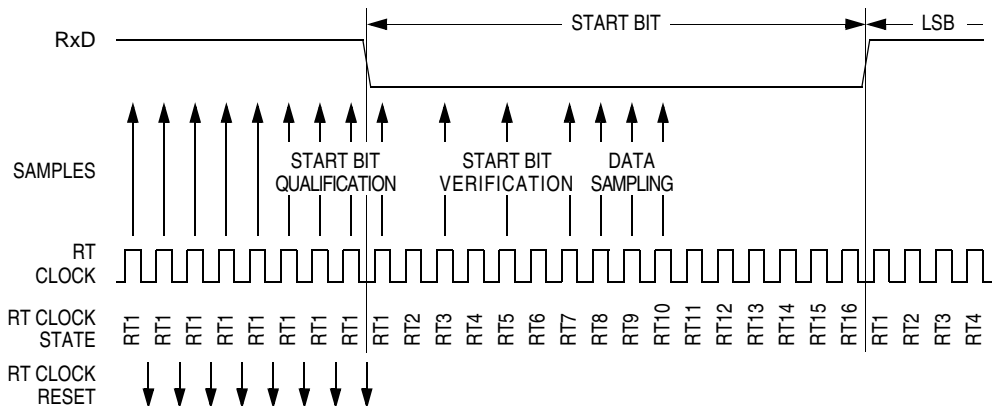 START BIT
LSB
RxD
SAMPLES
START BIT
QUALIFICATION
START BIT
VERIFICATION
DATA
SAMPLING
RT
CLOCK
RT CLOCK
STATE
RT1 RT1 RT1 RT1 RT1 RT1 RT1 RT1 RT1 RT2 RT3 RT4 RT5 RT6 RT7 RT8 RT9 RT10 RT11 RT12 RT13 RT14 RT15 RT16 RT1 RT2 RT3 RT4
RT CLOCK
RESET